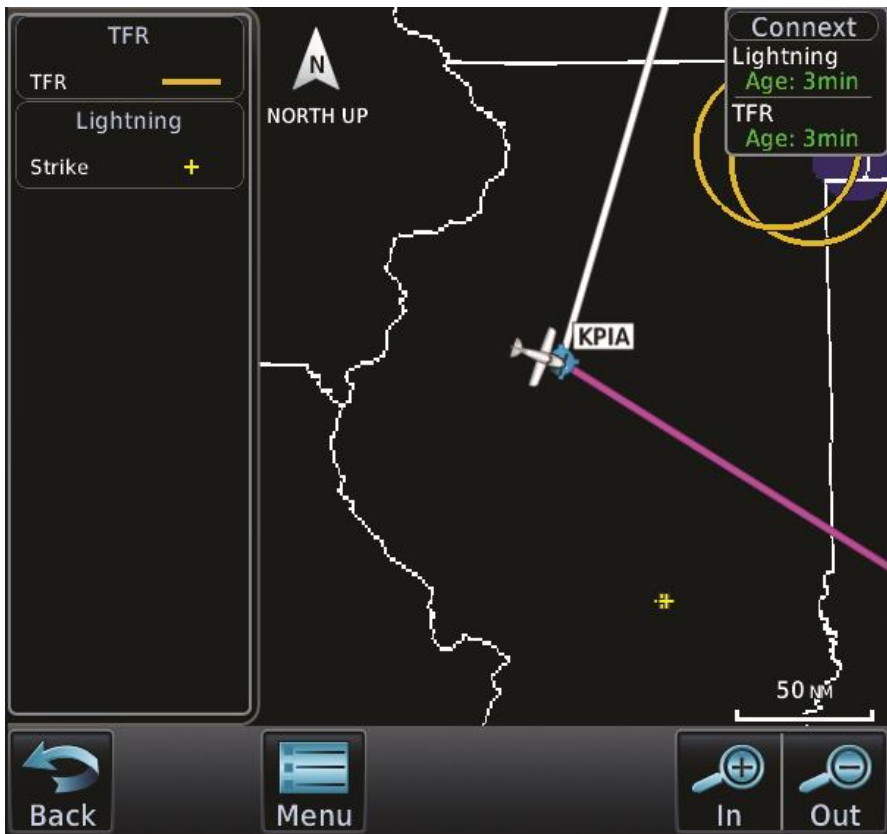 TFR
TFR
Lightning
Strike
N
NORTH UP
Connext
Lightning
Age: 3min
TFR
Age: 3min
KPIA
50 NM
Back
Menu
In
Out